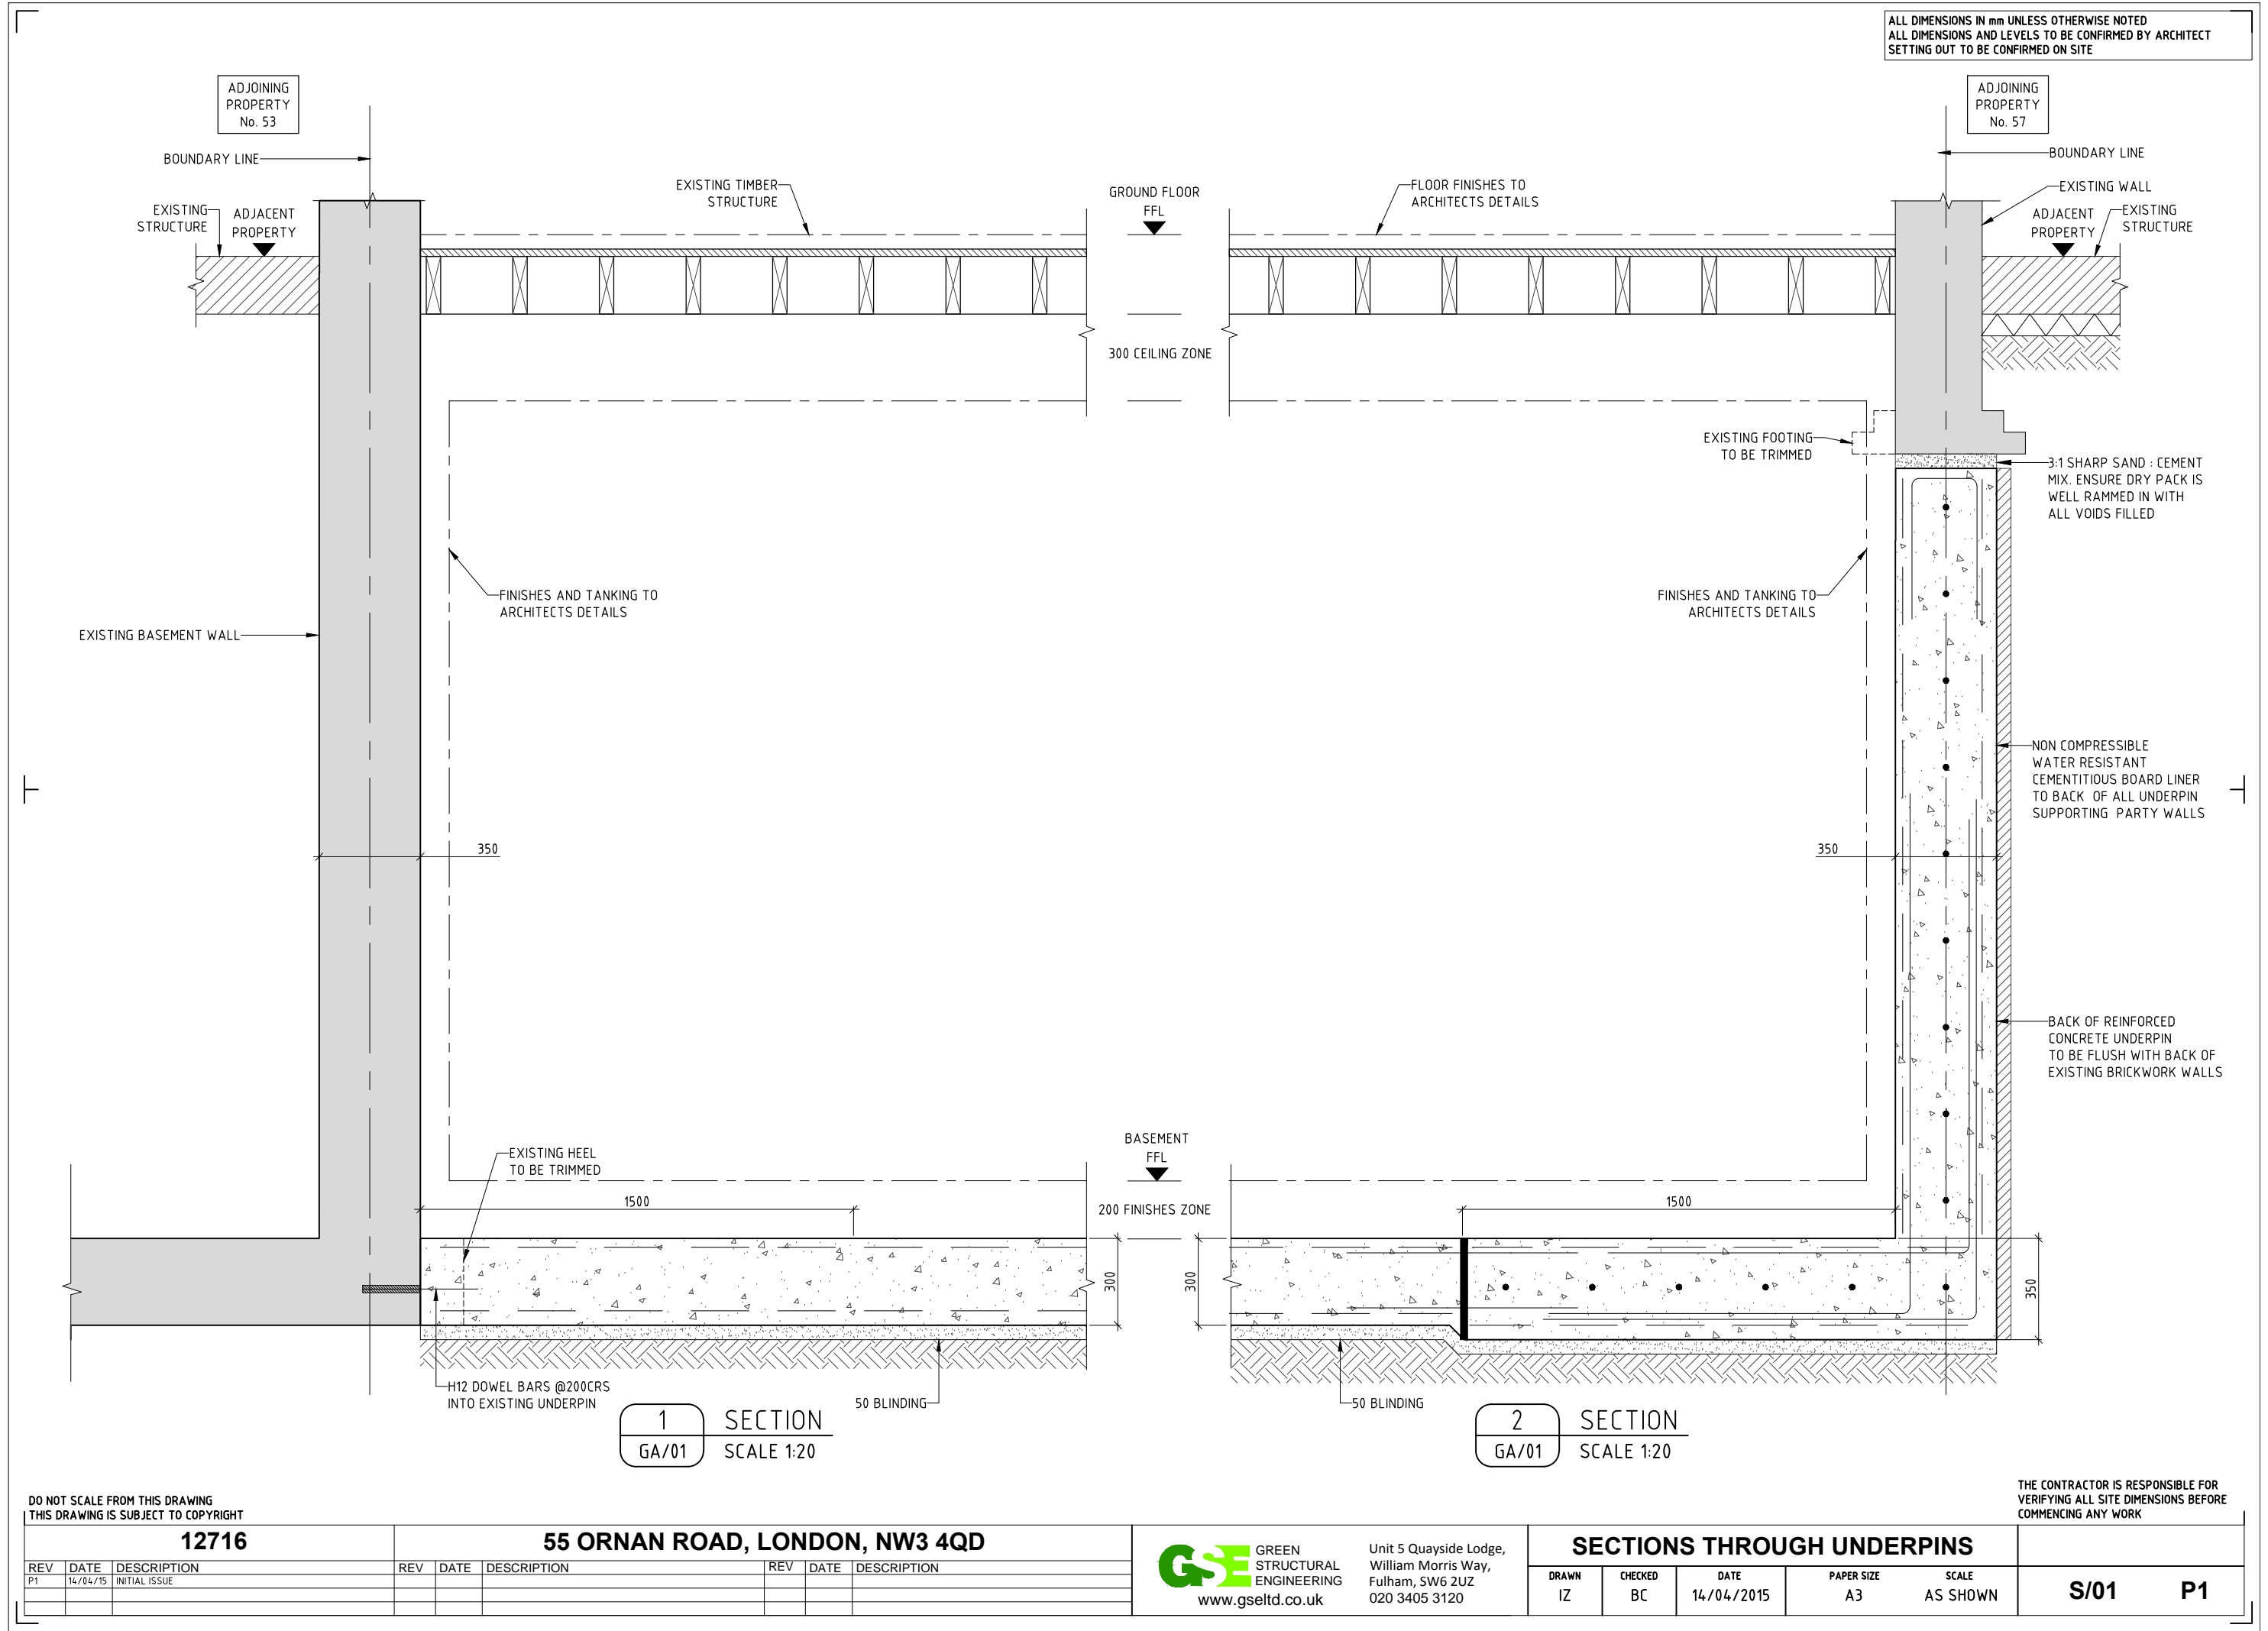 ALL DIMENSIONS IN mm UNLESS OTHERWISE NOTED
ALL DIMENSIONS AND LEVELS TO BE CONFIRMED BY ARCHITECT
SETTING OUT TO BE CONFIRMED ON SITE
ADJOINING
PROPERTY
No. 53
BOUNDARY LINE
EXISTING
STRUCTURE
ADJACENT
PROPERTY
EXISTING TIMBER
STRUCTURE
GROUND FLOOR
FFL
FLOOR FINISHES TO
ARCHITECTS DETAILS
ADJOINING
PROPERTY
No. 57
BOUNDARY LINE
EXISTING WALL
ADJACENT
PROPERTY
EXISTING
STRUCTURE
300 CEILING ZONE
EXISTING FOOTING
TO BE TRIMMED
3:1 SHARP SAND : CEMENT
MIX. ENSURE DRY PACK IS
WELL RAMMED IN WITH
ALL VOIDS FILLED
FINISHES AND TANKING TO
ARCHITECTS DETAILS
FINISHES AND TANKING TO
ARCHITECTS DETAILS
EXISTING BASEMENT WALL
NON COMPRESSIBLE
WATER RESISTANT
CEMENTITIOUS BOARD LINER
TO BACK OF ALL UNDERPIN
SUPPORTING PARTY WALLS
350
350
BACK OF REINFORCED
CONCRETE UNDERPIN
TO BE FLUSH WITH BACK OF
EXISTING BRICKWORK WALLS
EXISTING HEEL
TO BE TRIMMED
BASEMENT
FFL
1500
200 FINISHES ZONE
1500
300
300
350
H12 DOWEL BARS @200CRS
INTO EXISTING UNDERPIN
50 BLINDING
50 BLINDING
1
GA/01
SECTION
SCALE 1:20
2
GA/01
SECTION
SCALE 1:20
DO NOT SCALE FROM THIS DRAWING
THIS DRAWING IS SUBJECT TO COPYRIGHT
THE CONTRACTOR IS RESPONSIBLE FOR
VERIFYING ALL SITE DIMENSIONS BEFORE
COMMENCING ANY WORK
12716
55 ORNAN ROAD, LONDON, NW3 4QD
REV DATE DESCRIPTION
REV DATE DESCRIPTION
REV DATE DESCRIPTION
P1 14/04/15 INITIAL ISSUE
GSE
GREEN
STRUCTURAL
ENGINEERING
www.gseltd.co.uk
Unit 5 Quayside Lodge,
William Morris Way,
Fulham, SW6 2UZ
020 3405 3120
SECTIONS THROUGH UNDERPINS
DRAWN CHECKED DATE PAPER SIZE SCALE
IZ BC 14/04/2015 A3 AS SHOWN
S/01 P1